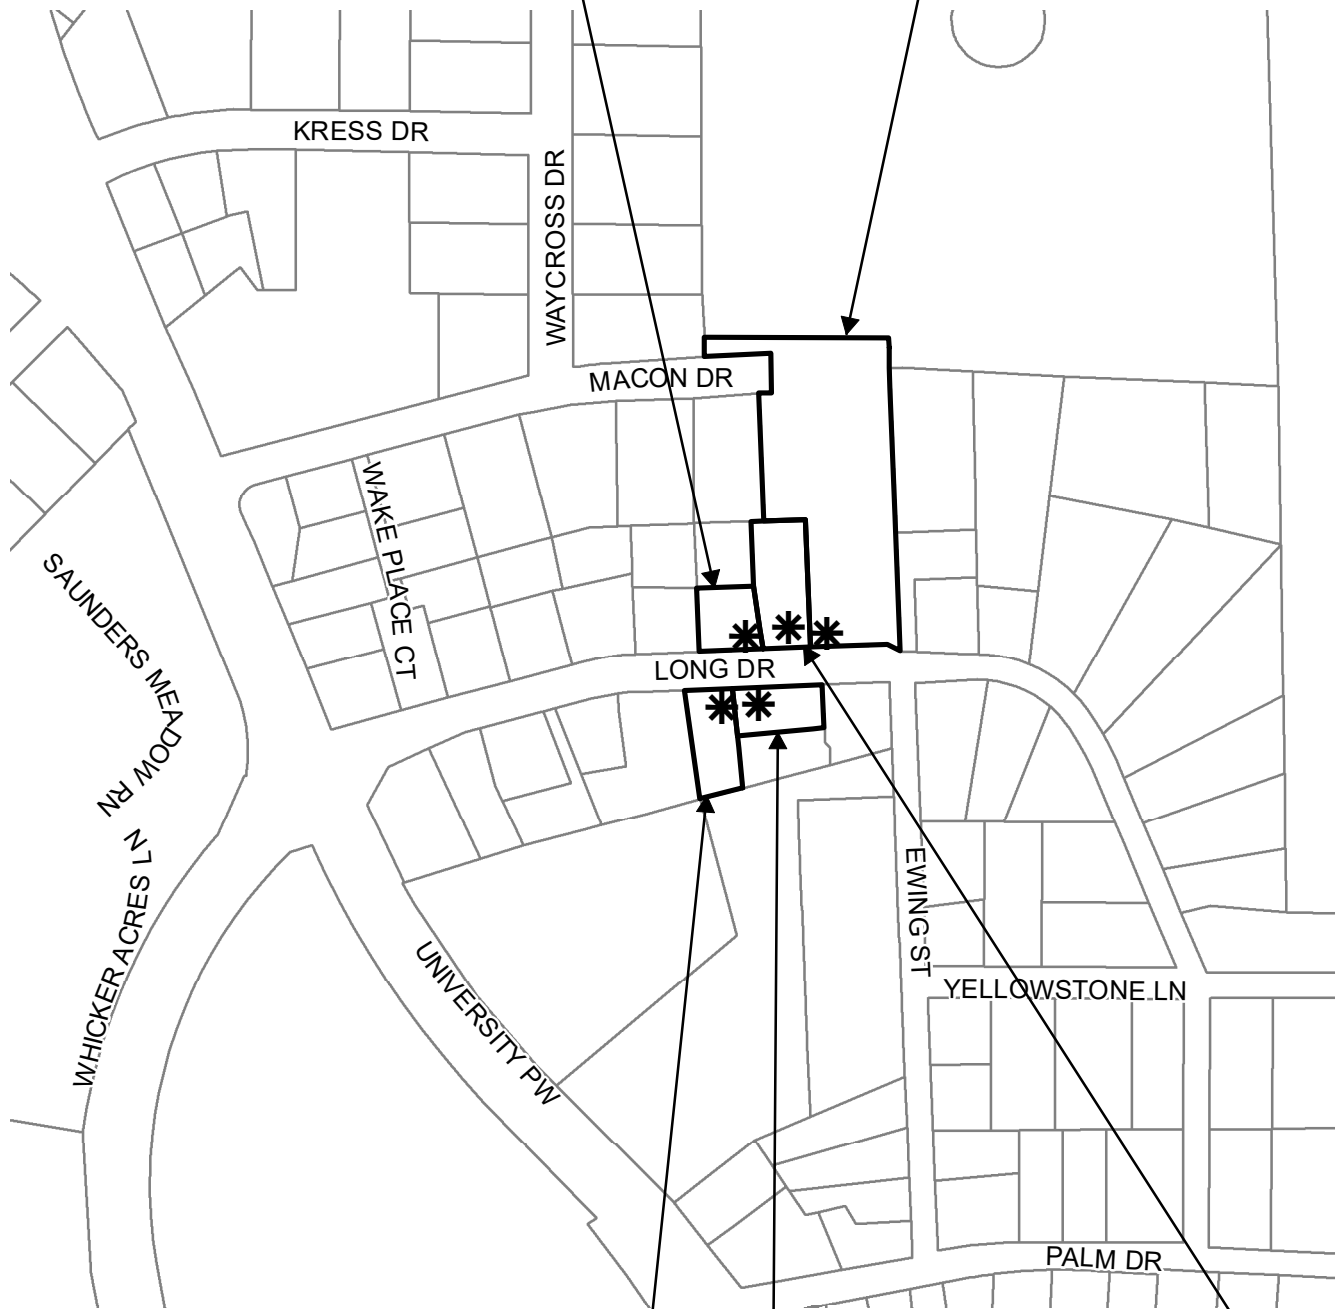 KRESS DR
WAYCROSS DR
MACON DR
WAKE PLACE CT
SAUNDERS MEADOW RN
LONG DR
WHICKER ACRES LN
EWING ST
UNIVERSITY PW
YELLOWSTONE LN
PALM DR